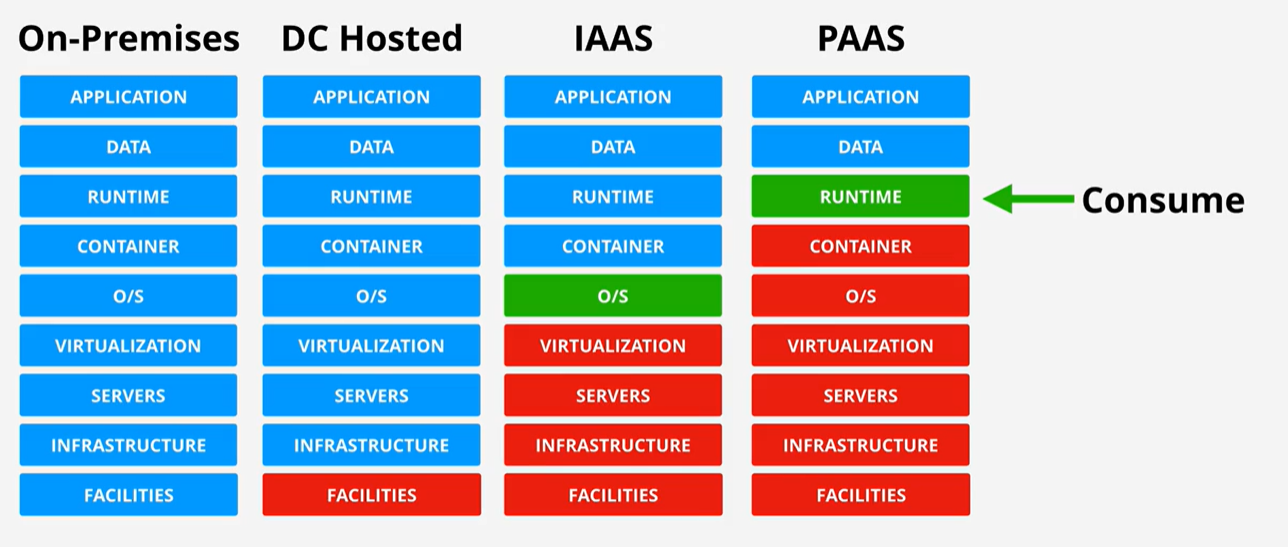 On-Premises
APPLICATION
DATA
RUNTIME
CONTAINER
O/S
VIRTUALIZATION
SERVERS
INFRASTRUCTURE
FACILITIES
DC Hosted
APPLICATION
DATA
RUNTIME
CONTAINER
O/S
VIRTUALIZATION
SERVERS
INFRASTRUCTURE
FACILITIES
IAAS
APPLICATION
DATA
RUNTIME
CONTAINER
O/S
VIRTUALIZATION
SERVERS
INFRASTRUCTURE
FACILITIES
PAAS
APPLICATION
DATA
RUNTIME
CONTAINER
O/S
VIRTUALIZATION
SERVERS
INFRASTRUCTURE
FACILITIES
Consume